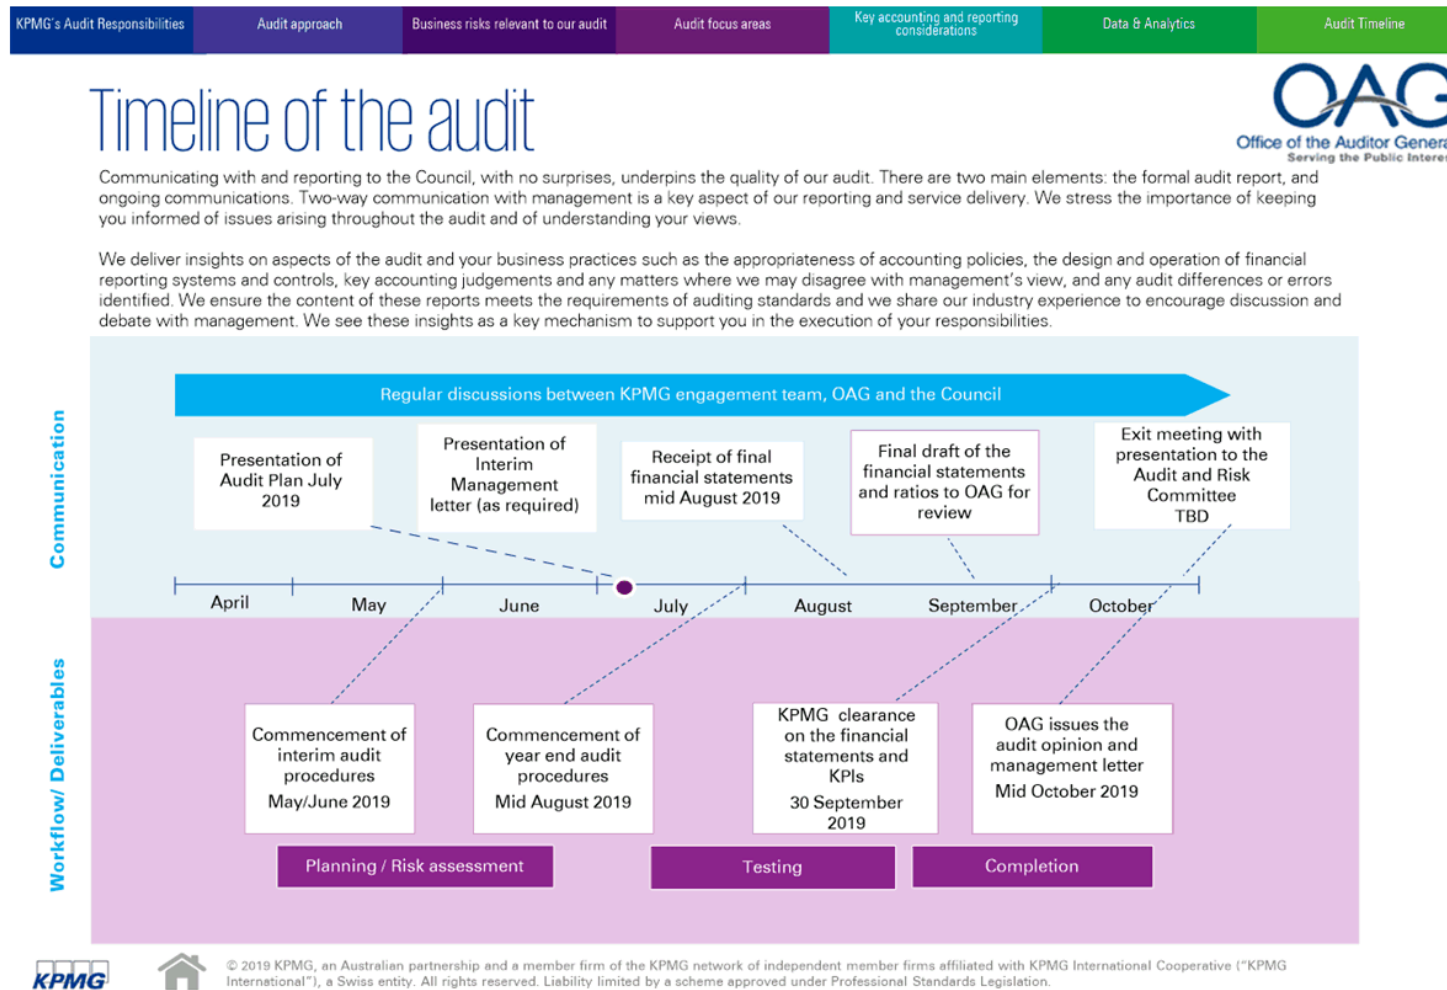 KPMG's Audit Responsibilities
Audit approach
Business risks relevant to our audit
Audit focus areas
Key accounting and reporting
considerations
Data & Analytics
Audit Timeline
OAG
Office of the Auditor Genera
Serving the Public Interes
Timeline of the audit
Communicating with and reporting to the Council, with no surprises, underpins the quality of our audit. There are two main elements: the formal audit report, and
ongoing communications. Two-way communication with management is a key aspect of our reporting and service delivery. We stress the importance of keeping
you informed of issues arising throughout the audit and of understanding your views.
We deliver insights on aspects of the audit and your business practices such as the appropriateness of accounting policies, the design and operation of financial
reporting systems and controls, key accounting judgements and any matters where we may disagree with management's view, and any audit differences or errors
identified. We ensure the content of these reports meets the requirements of auditing standards and we share our industry experience to encourage discussion and
debate with management. We see these insights as a key mechanism to support you in the execution of your responsibilities.
Communication
Regular discussions between KPMG engagement team, OAG and the Council
Presentation of
Audit Plan July
2019
Presentation of
Interim
Management
letter (as required)
Receipt of final
financial statements
mid August 2019
Final draft of the
financial statements
and ratios to OAG for
review
Exit meeting with
presentation to the
Audit and Risk
Committee
TBD
April
May
June
July
August
September
October
Workflow/ Deliverables
Commencement of
interim audit
procedures
May/June 2019
Commencement of
year end audit
procedures
Mid August 2019
KPMG clearance
on the financial
statements and
KPIs
30 September
2019
OAG issues the
audit opinion and
management letter
Mid October 2019
Planning / Risk assessment
Testing
Completion
KPMG
© 2019 KPMG, an Australian partnership and a member firm of the KPMG network of independent member firms affiliated with KPMG International Cooperative ("KPMG
International"), a Swiss entity. All rights reserved. Liability limited by a scheme approved under Professional Standards Legislation.